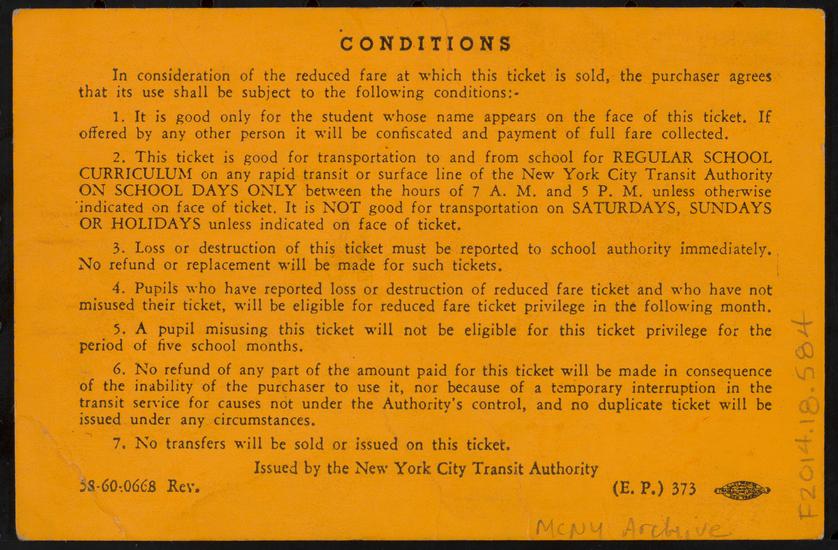 CONDITIONS
In consideration of the reduced fare at which this ticket is sold, the purchaser agrees
that its use shall be subject to the following conditions:-
1. It is good only for the student whose name appears on the face of this ticket. If
offered by any other person it will be confiscated and payment of full fare collected.
2. This ticket is good for transportation to and from school for REGULAR SCHOOL
CURRICULUM on any rapid transit or surface line of the New York City Transit Authority
ON SCHOOL DAYS ONLY between the hours of 7 A. M. and 5 P. M. unless otherwise
indicated on face of ticket. It is NOT good for transportation on SATURDAYS, SUNDAYS
OR HOLIDAYS unless indicated on face of ticket.
3. Loss or destruction of this ticket must be reported to school authority immediately.
No refund or replacement will be made for such tickets.
4. Pupils who have reported loss or destruction of reduced fare ticket and who have not
misused their ticket, will be eligible for reduced fare ticket privilege in the following month.
5. A pupil misusing this ticket will not be eligible for this ticket privilege for the
period of five school months.
6. No refund of any part of the amount paid for this ticket will be made in consequence
of the inability of the purchaser to use it, nor because of a temporary interruption in the
transit service for causes not under the Authority's control, and no duplicate ticket will be
issued under any circumstances.
7. No transfers will be sold or issued on this ticket.
Issued by the New York City Transit Authority
38-60-0668 Rev. (E. P.) 373
MCNY Archive
F2014.18.584